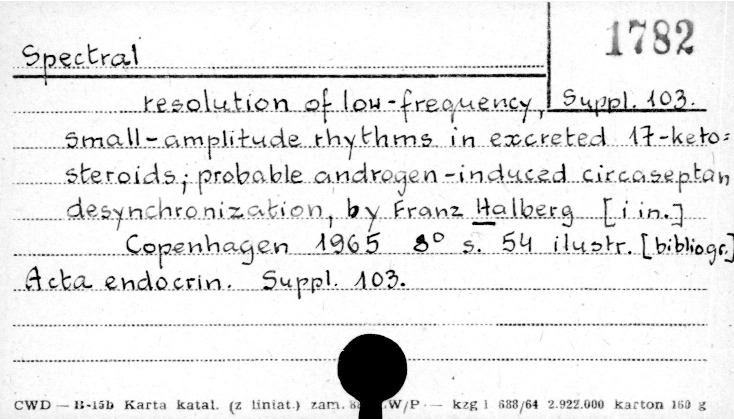 1782
Spectral
resolution of low-frequency, Suppl. 103.
small-amplitude rhythms in excreted 17-keto=
steroids; probable androgen-induced circaseptan
desynchronization, by Franz Halberg [i in.]
Copenhagen 1965 8° s. 54 ilustr. [bibliogr.]
Acta endocrin. Suppl. 103.
CWD — B-15b Karta katal. (z liniat.) zam. W/P — kzg 1 688/64 2.922.000 karton 160 g